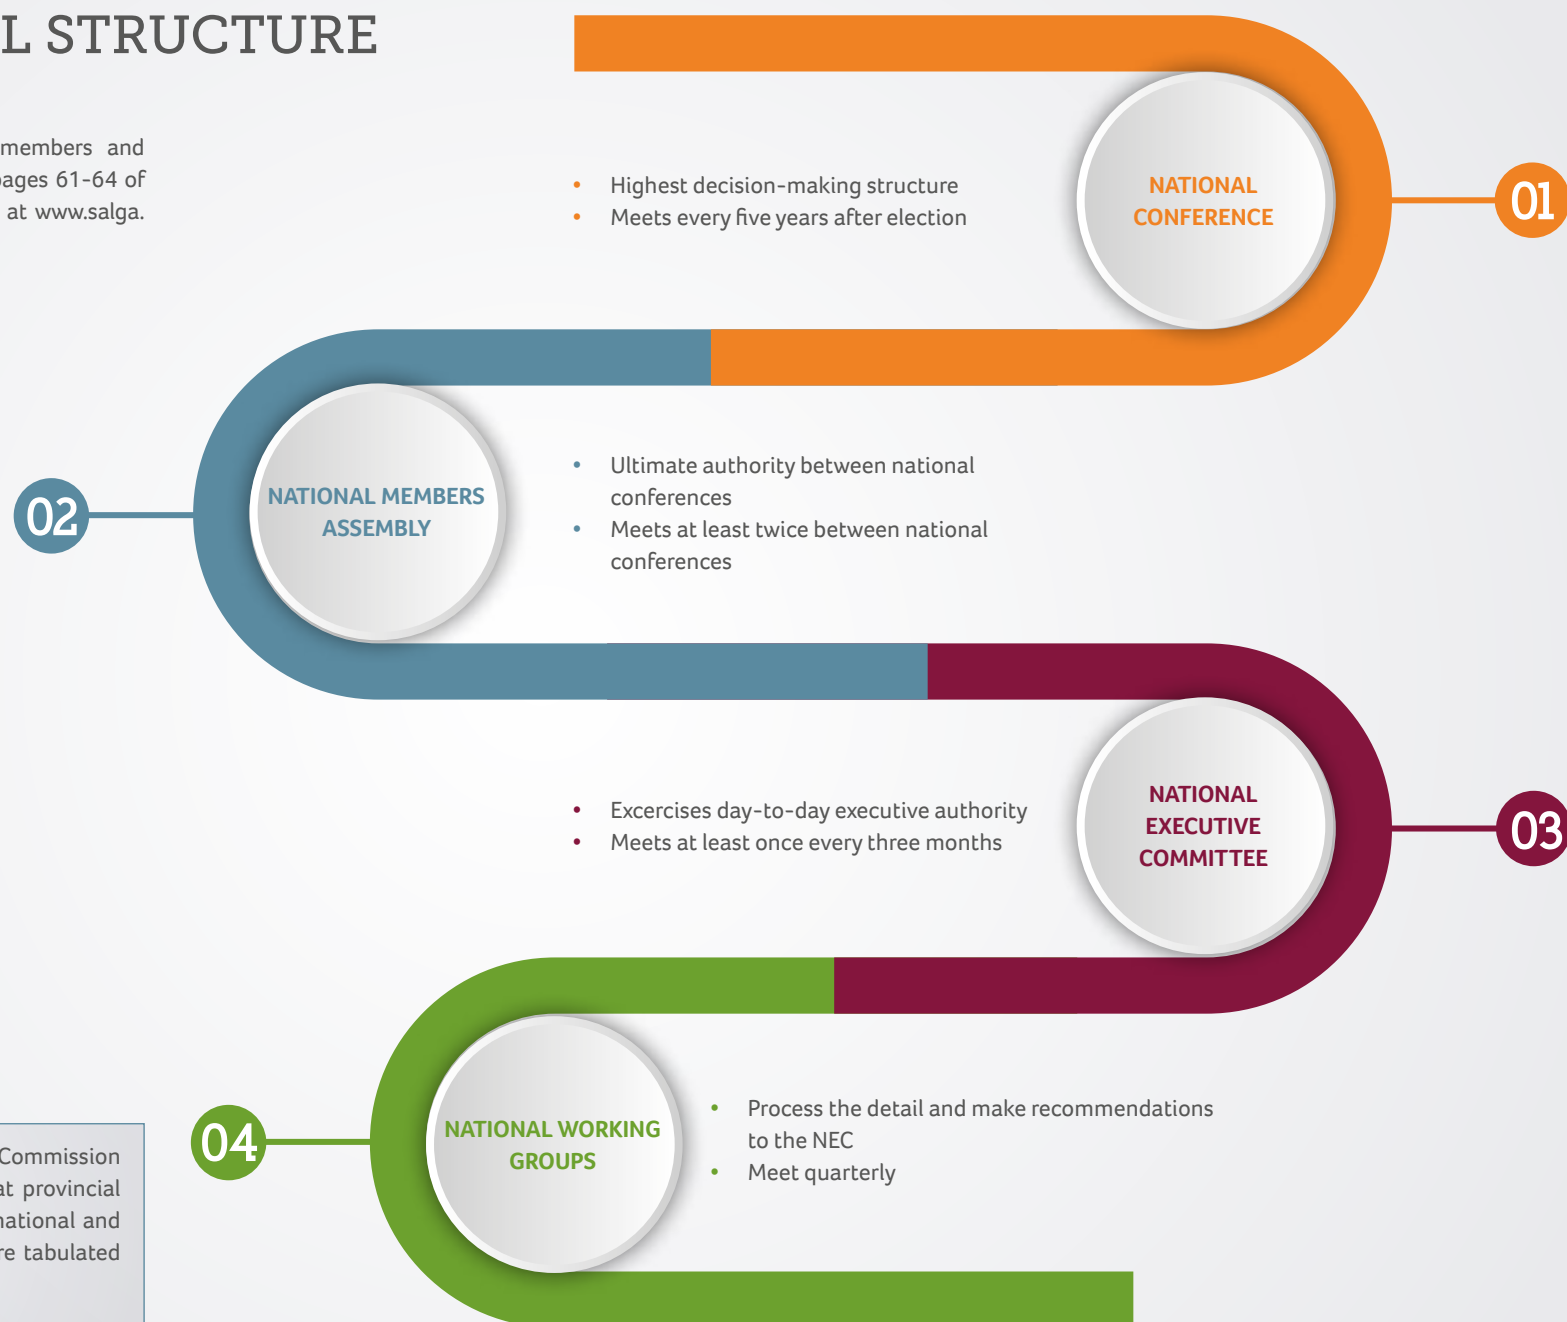 L STRUCTURE
members and
pages 61-64 of
at www.salga.
• Highest decision-making structure
• Meets every five years after election
NATIONAL
CONFERENCE
01
02
NATIONAL MEMBERS
ASSEMBLY
• Ultimate authority between national
conferences
• Meets at least twice between national
conferences
• Excercises day-to-day executive authority
• Meets at least once every three months
NATIONAL
EXECUTIVE
COMMITTEE
03
04
NATIONAL WORKING
GROUPS
• Process the detail and make recommendations
to the NEC
• Meet quarterly
Commission
at provincial
national and
re tabulated